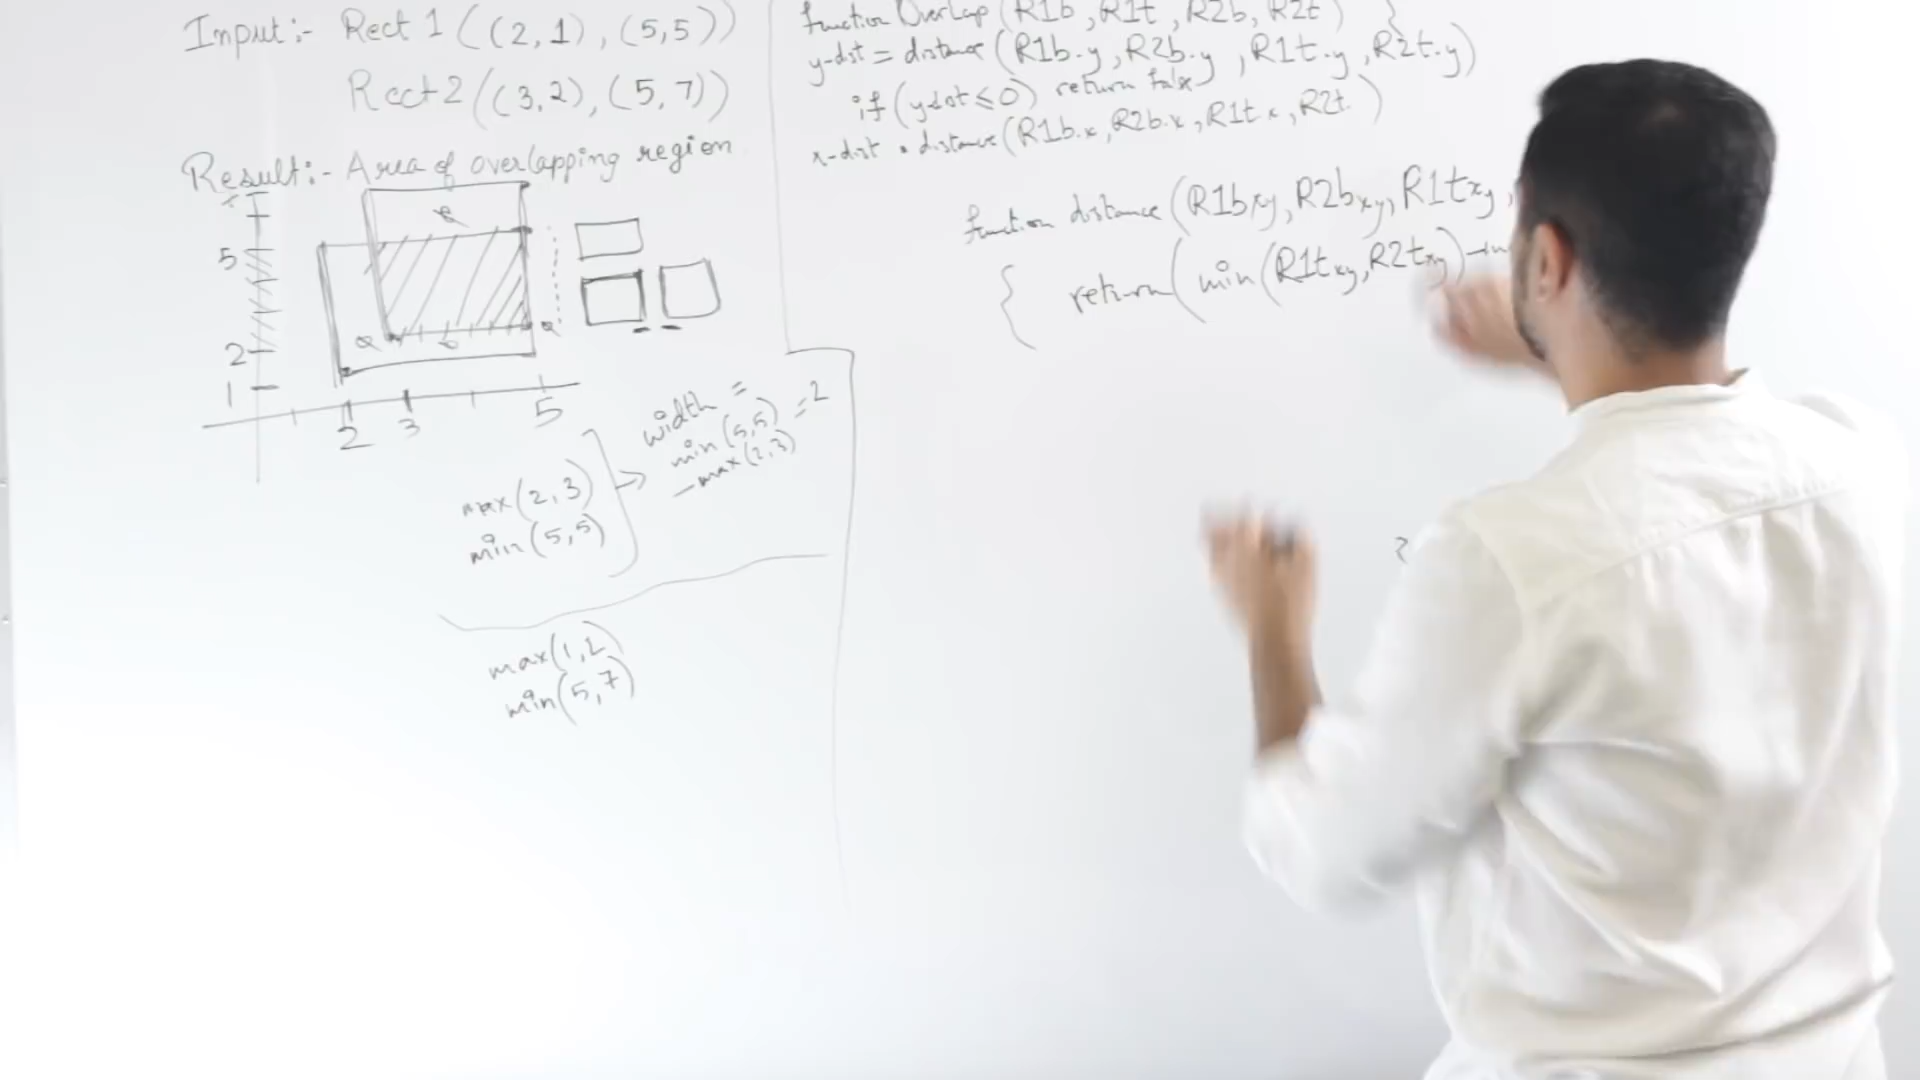 Input:- Rect 1 ((2,1), (5,5))
Rect 2 ((3,2), (5,7))
Result:- Area of overlapping region
5
2
1
2 3 5
max(2,3)
min(5,5)
width =
min(5,5) = 2
- max(2,3)
max(1,2)
min(5,7)
function Overlap (R1b, R1t, R2b, R2t) {
y-dst = distance (R1b.y, R2b.y, R1t.y, R2t.y)
if (y-dst ≤ 0) return false
x-dist = distance (R1b.x, R2b.x, R1t.x, R2t. )
function distance (R1bxy, R2bxy, R1txy,
{ return (min (R1txy, R2txy) -